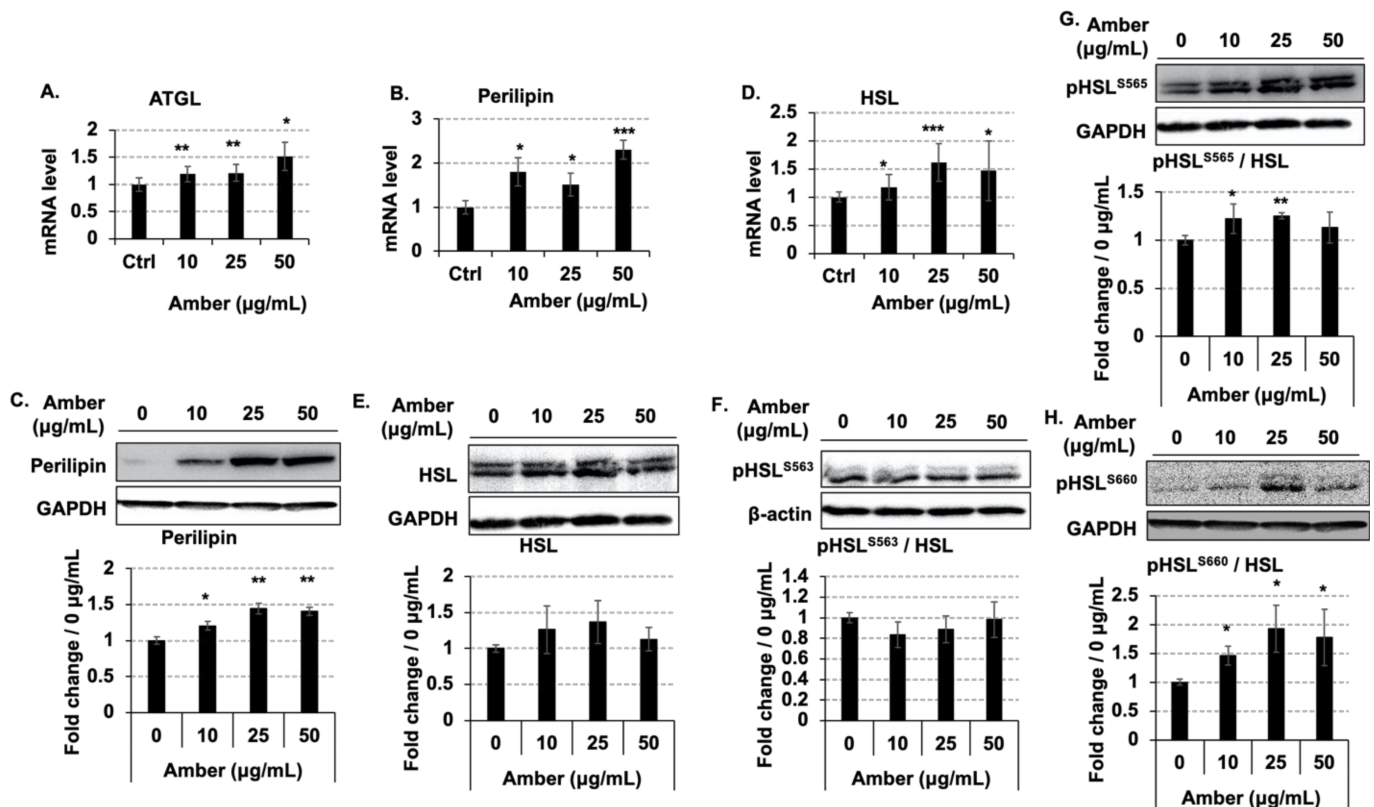 A.
ATGL
mRNA level
2
1.5
1
0.5
0
*
**
**
Ctrl 10 25 50
Amber (µg/mL)
B.
Perilipin
mRNA level
3
2
1
0
***
*
*
Ctrl 10 25 50
Amber (µg/mL)
D.
HSL
mRNA level
2.5
2
1.5
1
0.5
0
*
***
*
Ctrl 10 25 50
Amber (µg/mL)
G.
Amber
(µg/mL)
0 10 25 50
pHSLS565
GAPDH
pHSLS565 / HSL
Fold change / 0 µg/mL
1.5
1
0.5
0
*
**
0 10 25 50
Amber (µg/mL)
C.
Amber
(µg/mL)
0 10 25 50
Perilipin
GAPDH
Perilipin
Fold change / 0 µg/mL
2
1.5
1
0.5
0
*
**
**
0 10 25 50
Amber (µg/mL)
E.
Amber
(µg/mL)
0 10 25 50
HSL
GAPDH
HSL
Fold change / 0 µg/mL
2
1.5
1
0.5
0
0 10 25 50
Amber (µg/mL)
F.
Amber
(µg/mL)
0 10 25 50
pHSLS563
β-actin
pHSLS563 / HSL
Fold change / 0 µg/mL
1.4
1.2
1
0.8
0.6
0.4
0.2
0
0 10 25 50
Amber (µg/mL)
H.
Amber
(µg/mL)
0 10 25 50
pHSLS660
GAPDH
pHSLS660 / HSL
Fold change / 0 µg/mL
2.5
2
1.5
1
0.5
0
*
*
*
0 10 25 50
Amber (µg/mL)